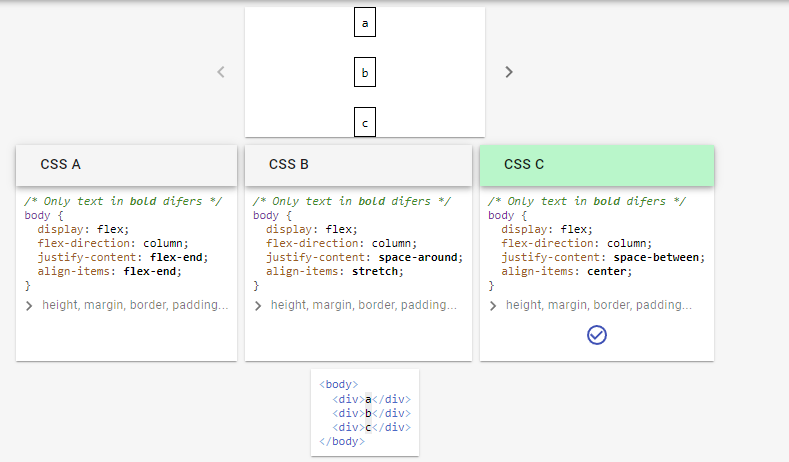 a
b
c
CSS A
/* Only text in bold difers */
body {
display: flex;
flex-direction: column;
justify-content: flex-end;
align-items: flex-end;
}
height, margin, border, padding...
CSS B
/* Only text in bold difers */
body {
display: flex;
flex-direction: column;
justify-content: space-around;
align-items: stretch;
}
height, margin, border, padding...
CSS C
/* Only text in bold difers */
body {
display: flex;
flex-direction: column;
justify-content: space-between;
align-items: center;
}
height, margin, border, padding...
<body>
<div>a</div>
<div>b</div>
<div>c</div>
</body>